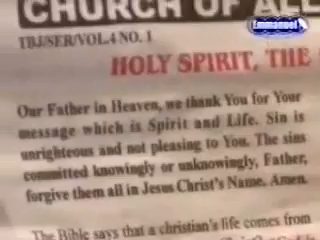 CHURCH OF ALL
Emmanuel
TBJ/SER/VOL.4 NO. 1
HOLY SPIRIT, THE
Our Father in Heaven, we thank You for Your
message which is Spirit and Life. Sin is
unrighteous and not pleasing to You. The sins
committed knowingly or unknowingly, Father,
forgive them all in Jesus Christ's Name. Amen.
The Bible says that a christian's life comes from